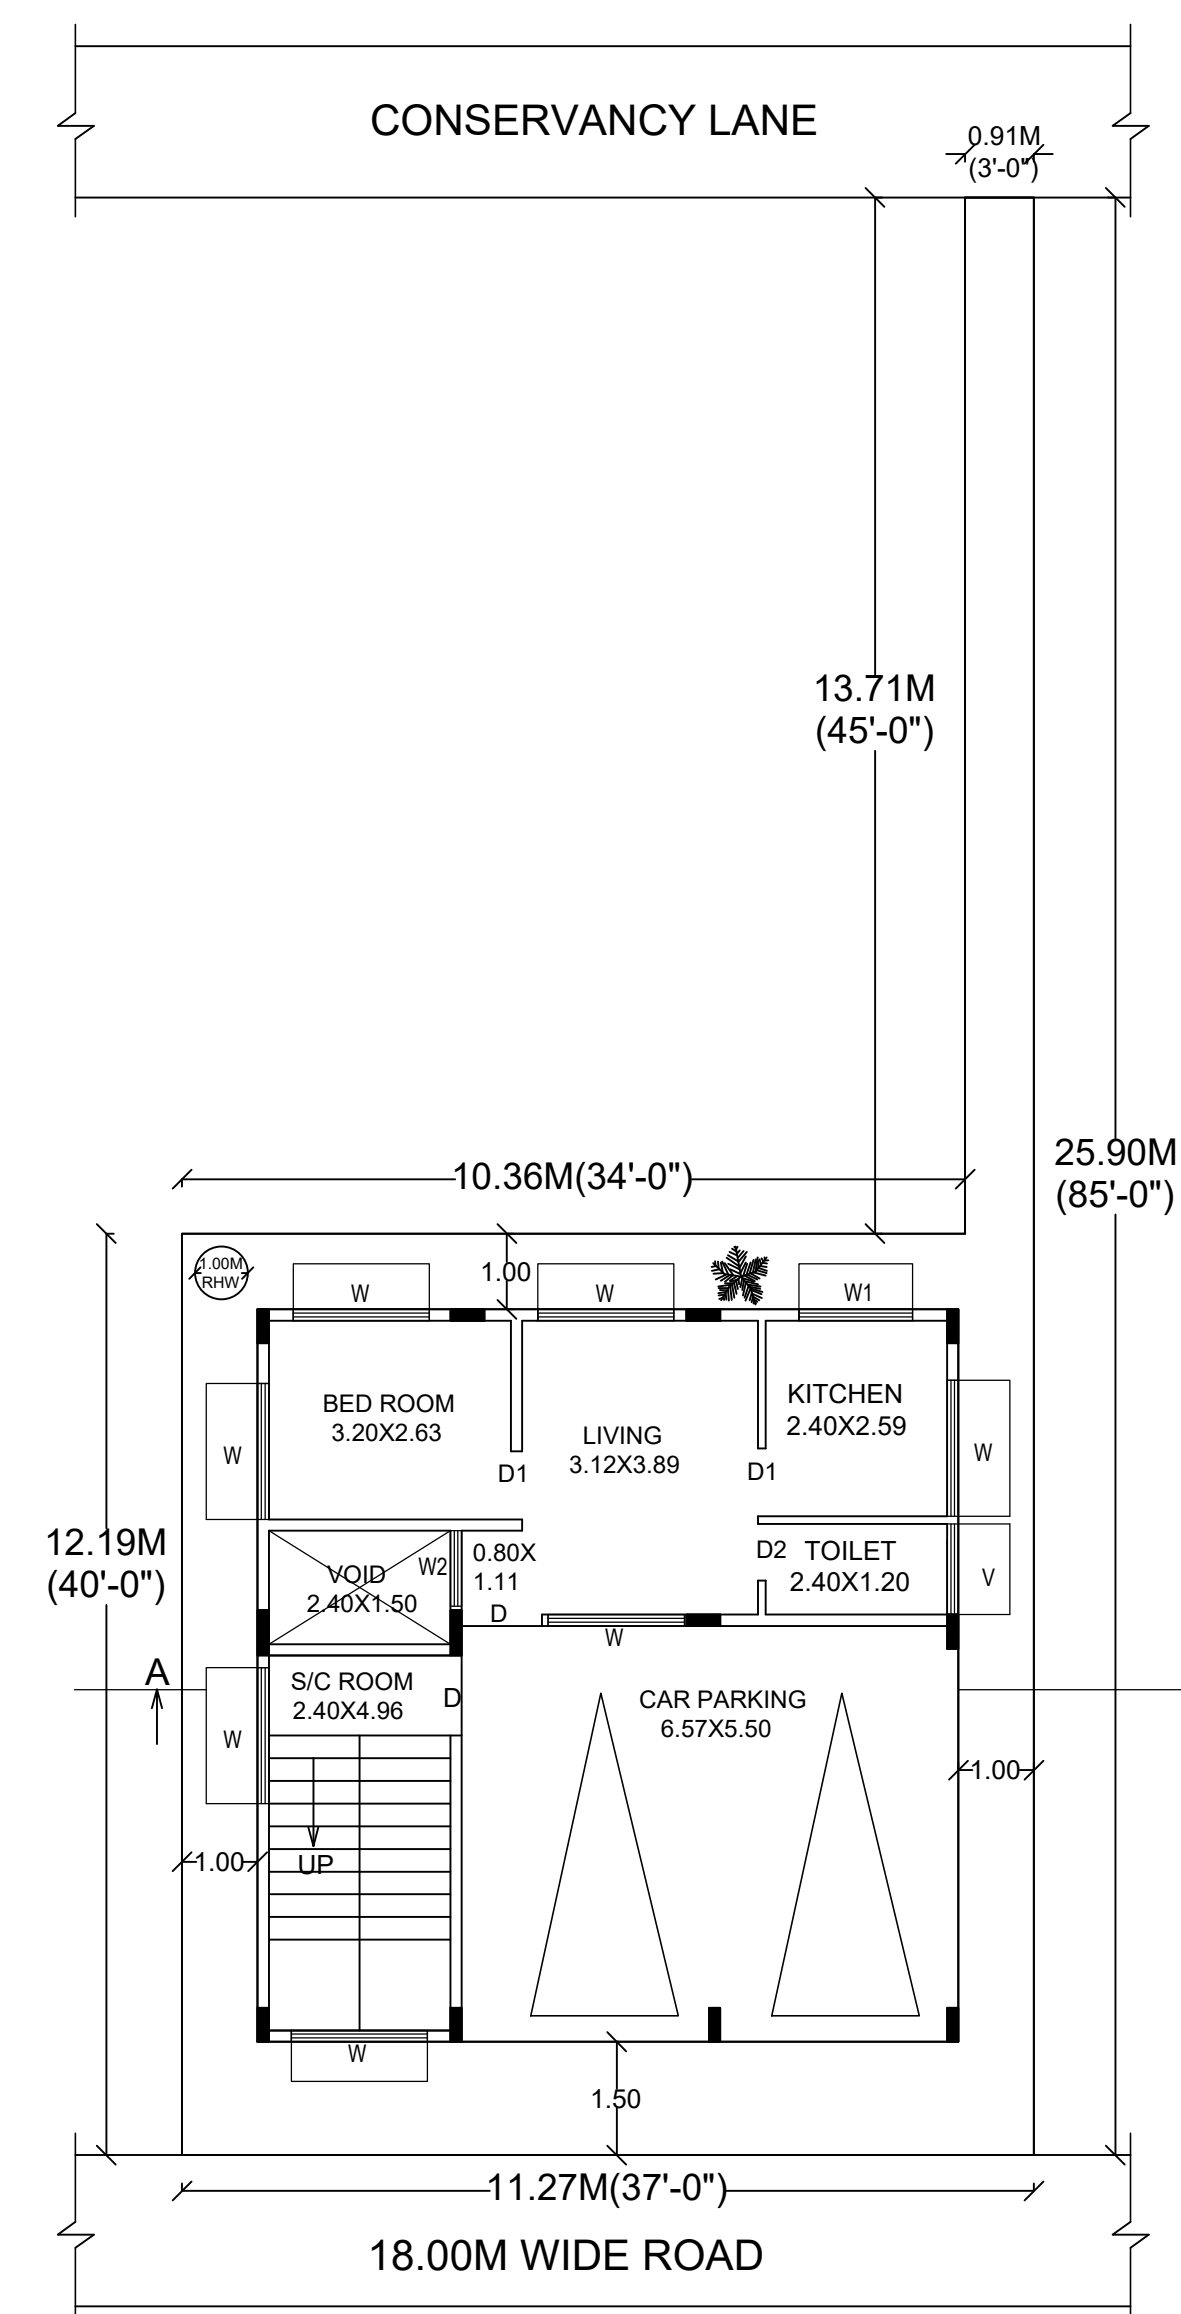 CONSERVANCY LANE
0.91M
(3'-0")
13.71M
(45'-0")
25.90M
(85'-0")
10.36M(34'-0")
1.00M
RHW
1.00
W
W
W1
BED ROOM
3.20X2.63
KITCHEN
2.40X2.59
LIVING
3.12X3.89
W
W
D1
D1
12.19M
(40'-0")
VOID
2.40X1.50
W2
0.80X
1.11
D
D2
TOILET
2.40X1.20
V
W
A
S/C ROOM
2.40X4.96
D
CAR PARKING
6.57X5.50
W
1.00
1.00
UP
W
1.50
11.27M(37'-0")
18.00M WIDE ROAD